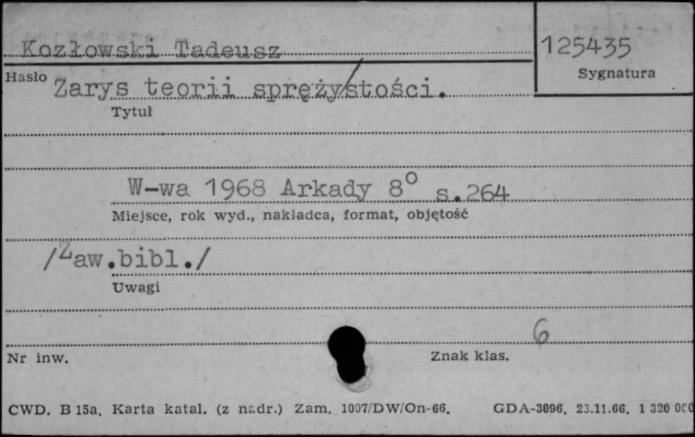 Kozłowski Tadeusz
125435
Hasło
Sygnatura
Zarys teorii sprężystości.
Tytuł
W-wa 1968 Arkady 8° s.264
Miejsce, rok wyd., nakładca, format, objętość
/Zaw.bibl./
Uwagi
6
Nr inw.
Znak klas.
CWD. B 15a. Karta katal. (z nadr.) Zam. 1007/DW/On-66. GDA-3096. 23.11.66. 1 320 000